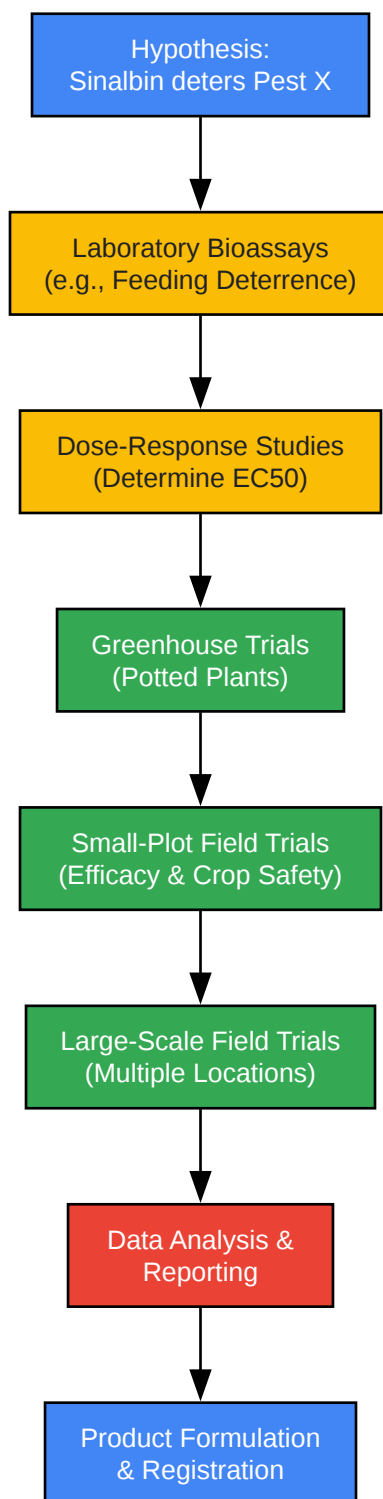 Hypothesis:
Sinalbin deters Pest X
Laboratory Bioassays
(e.g., Feeding Deterrence)
Dose-Response Studies
(Determine EC50)
Greenhouse Trials
(Potted Plants)
Small-Plot Field Trials
(Efficacy & Crop Safety)
Large-Scale Field Trials
(Multiple Locations)
Data Analysis &
Reporting
Product Formulation
& Registration